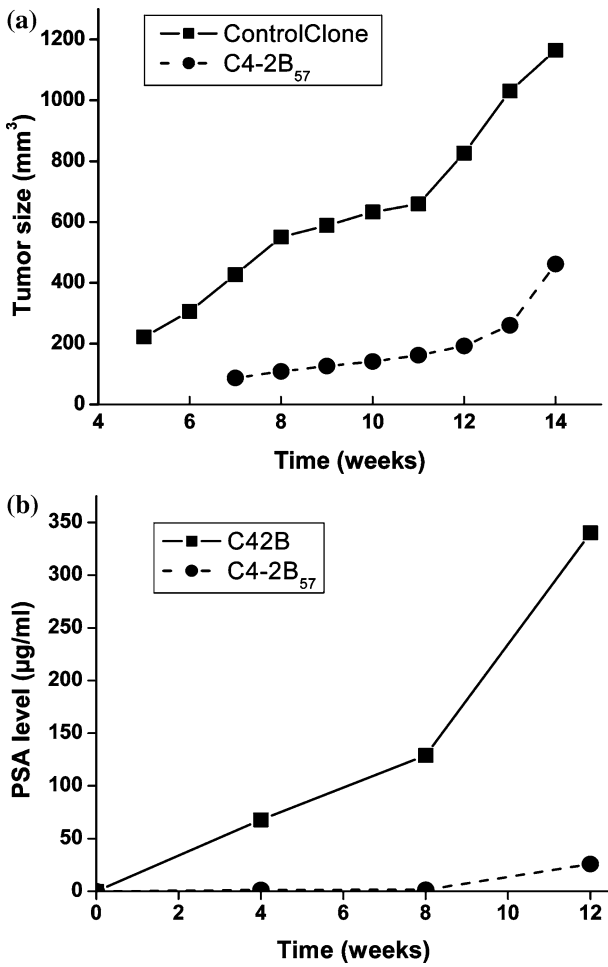 (a)
ControlClone
C4-2B57
Tumor size (mm3)
1200
1000
800
600
400
200
0
4 6 8 10 12 14
Time (weeks)
(b)
C42B
C4-2B57
PSA level (µg/ml)
350
300
250
200
150
100
50
0
0 2 4 6 8 10 12
Time (weeks)